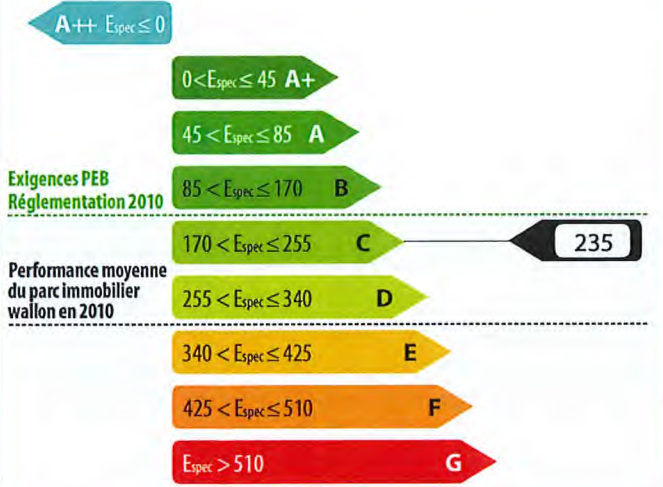 A++ Espec ≤ 0
0 < Espec ≤ 45 A+
45 < Espec ≤ 85 A
Exigences PEB
Réglementation 2010
85 < Espec ≤ 170 B
170 < Espec ≤ 255 C
235
Performance moyenne
du parc immobilier
wallon en 2010
255 < Espec ≤ 340 D
340 < Espec ≤ 425 E
425 < Espec ≤ 510 F
Espec > 510 G